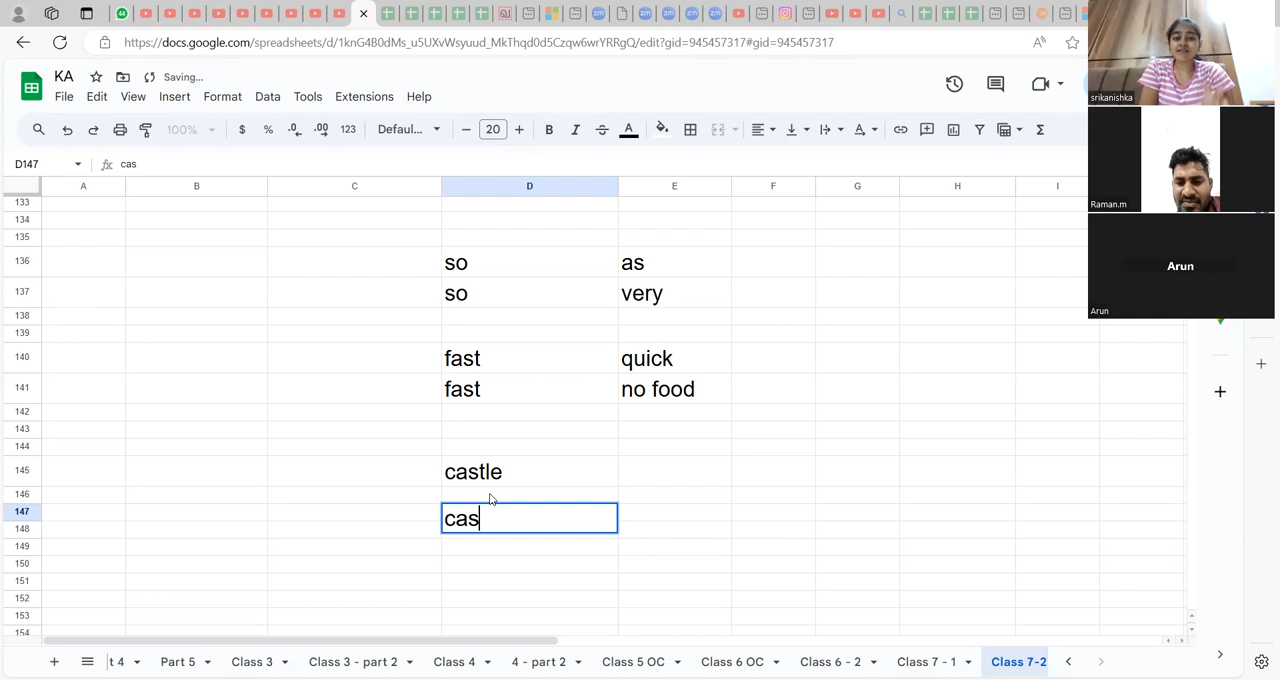 https://docs.google.com/spreadsheets/d/1knG4B0dMs_u5UXvWsyuud_MkThqd0d5Czqw6wrYRRgQ/edit?gid=945457317#gid=945457317
KA
Saving...
File Edit View Insert Format Data Tools Extensions Help
100% $ % .0 .00 123 Defaul... 20 B I A
D147 fx cas
A B C D E F G H I
133
134
135
136 so as
137 so very
138
139
140 fast quick
141 fast no food
142
143
144
145 castle
146
147 cas
148
149
150
151
152
153
154
t 4 Part 5 Class 3 Class 3 - part 2 Class 4 4 - part 2 Class 5 OC Class 6 OC Class 6 - 2 Class 7 - 1 Class 7-2
srikanishka
Raman.m
Arun
Arun